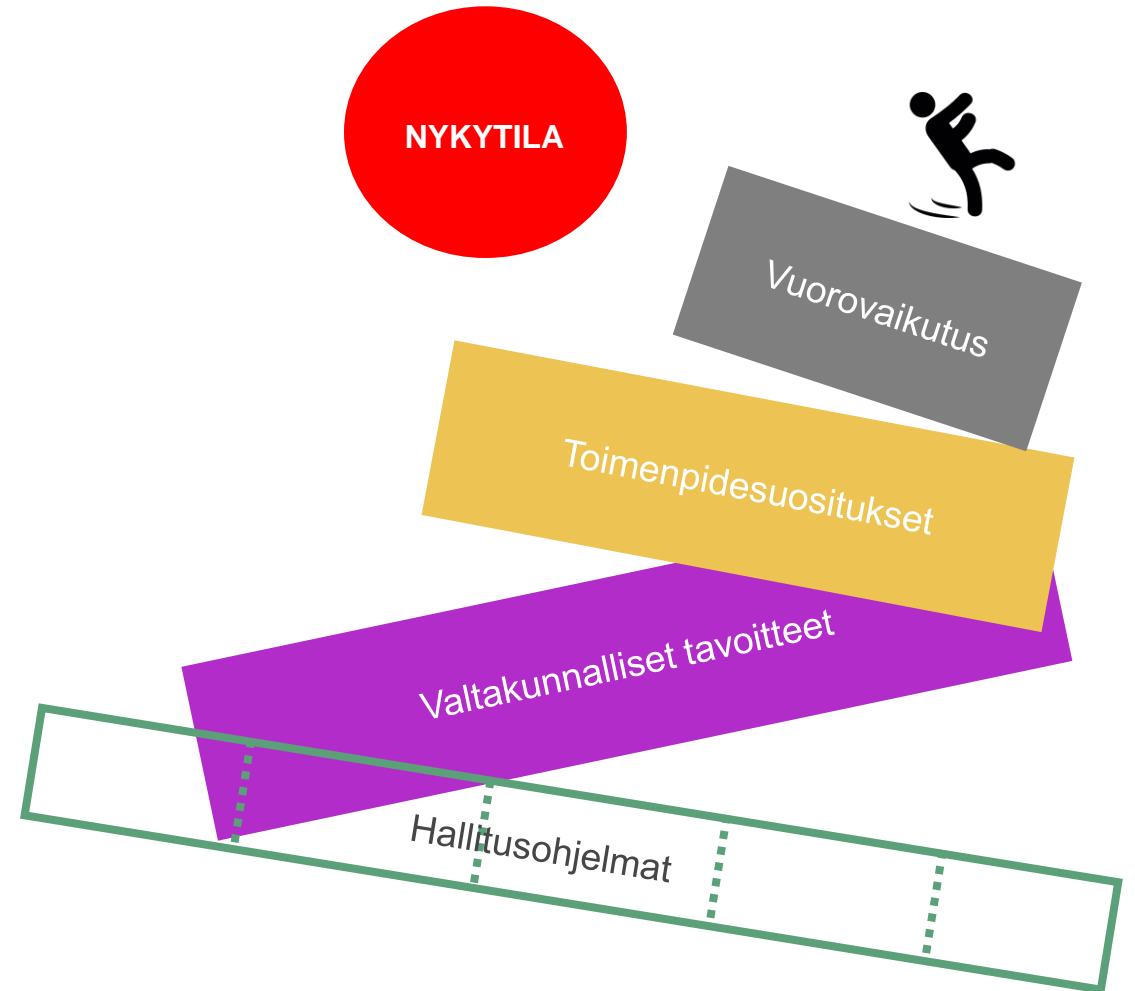 NYKYTILA
Vuorovaikutus
Toimenpidesuositukset
Valtakunnalliset tavoitteet
Hallitusohjelmat